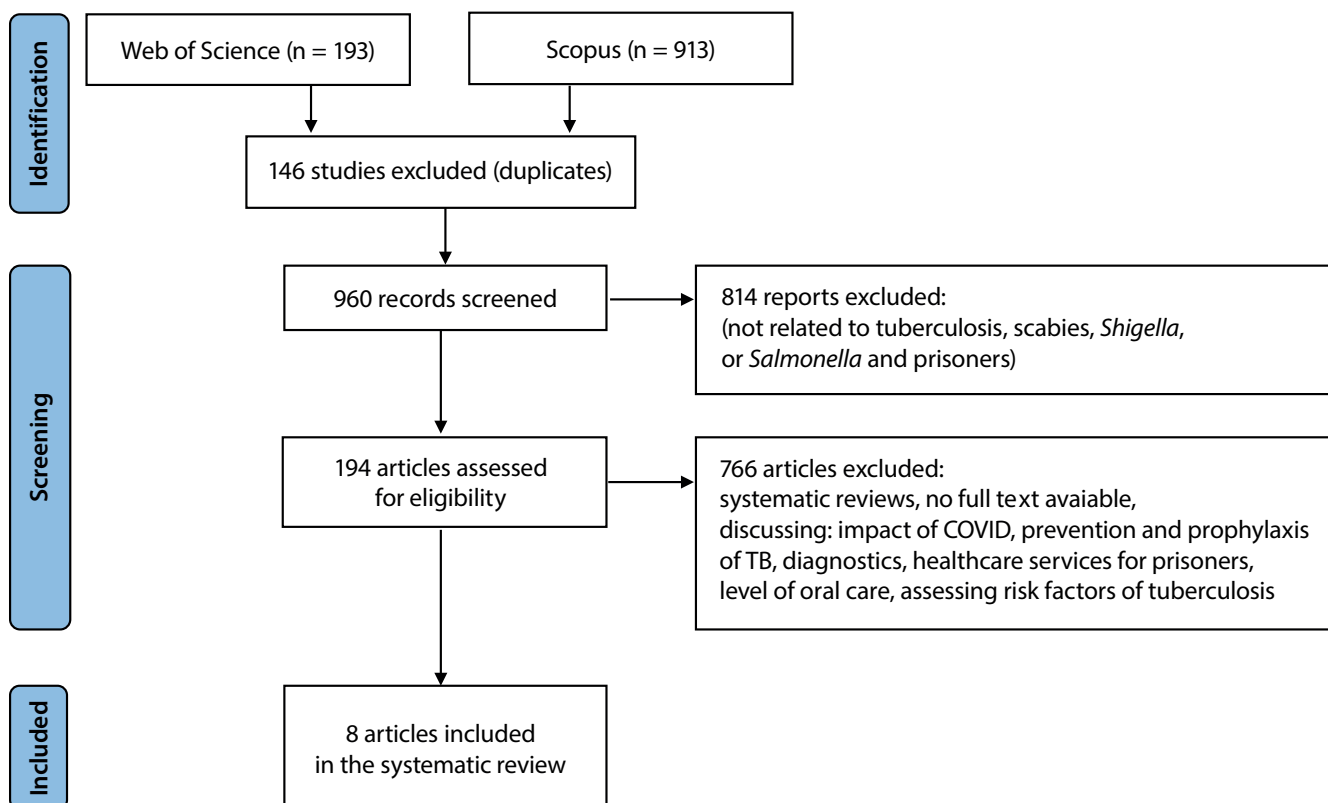 Identification
Web of Science (n = 193)
Scopus (n = 913)
146 studies excluded (duplicates)
Screening
960 records screened
814 reports excluded:
(not related to tuberculosis, scabies, Shigella,
or Salmonella and prisoners)
194 articles assessed
for eligibility
766 articles excluded:
systematic reviews, no full text avaiable,
discussing: impact of COVID, prevention and prophylaxis
of TB, diagnostics, healthcare services for prisoners,
level of oral care, assessing risk factors of tuberculosis
Included
8 articles included
in the systematic review